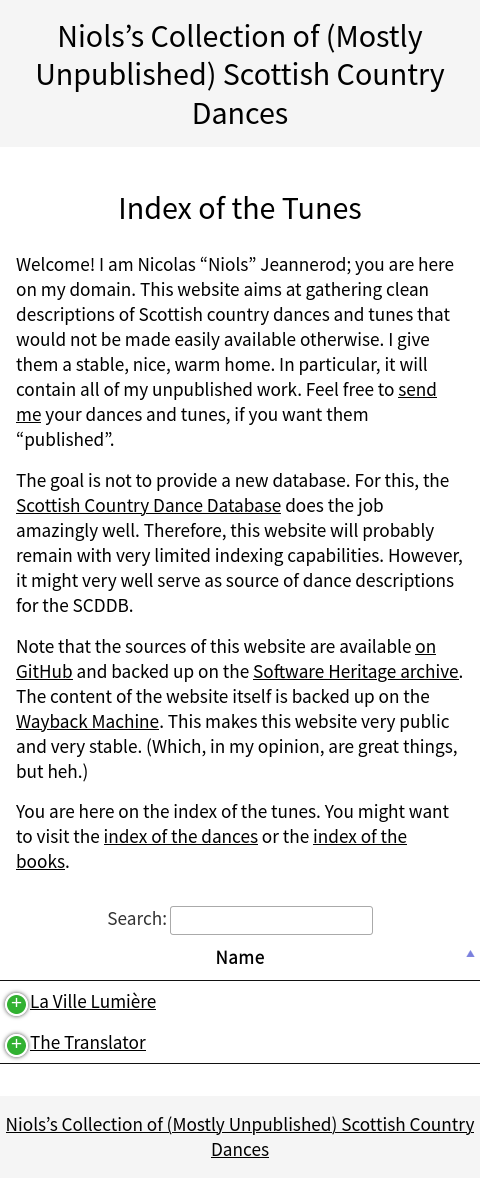 Niols’s Collection of (Mostly
Unpublished) Scottish Country
Dances
Index of the Tunes
Welcome! I am Nicolas “Niols” Jeannerod; you are here
on my domain. This website aims at gathering clean
descriptions of Scottish country dances and tunes that
would not be made easily available otherwise. I give
them a stable, nice, warm home. In particular, it will
contain all of my unpublished work. Feel free to send
me your dances and tunes, if you want them
“published”.
The goal is not to provide a new database. For this, the
Scottish Country Dance Database does the job
amazingly well. Therefore, this website will probably
remain with very limited indexing capabilities. However,
it might very well serve as source of dance descriptions
for the SCDDB.
Note that the sources of this website are available on
GitHub and backed up on the Software Heritage archive.
The content of the website itself is backed up on the
Wayback Machine. This makes this website very public
and very stable. (Which, in my opinion, are great things,
but heh.)
You are here on the index of the tunes. You might want
to visit the index of the dances or the index of the
books.
Search:
Name
La Ville Lumière
The Translator
Niols’s Collection of (Mostly Unpublished) Scottish Country
Dances